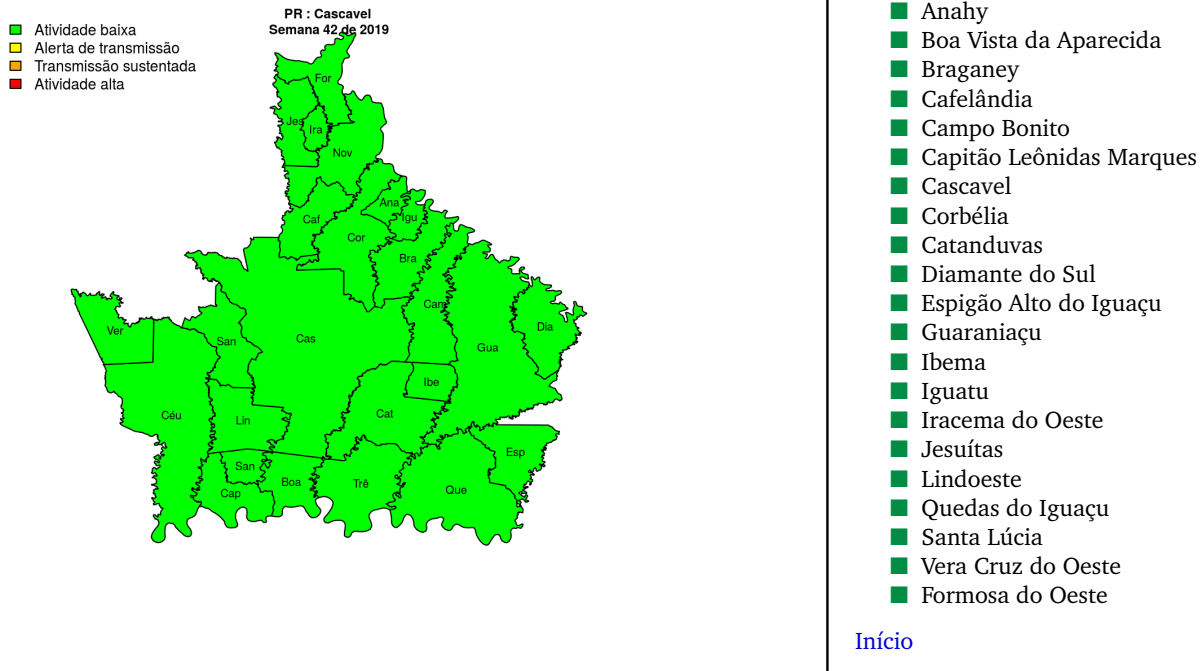 PR : Cascavel
Semana 42 de 2019
Atividade baixa
Alerta de transmissão
Transmissão sustentada
Atividade alta
For
Jes
Ira
Nov
Ana
Igu
Caf
Cor
Bra
Cam
Dia
Ver
San
Cas
Gua
Ibe
Céu
Lin
Cat
Esp
San
Boa
Trê
Que
Cap
Anahy
Boa Vista da Aparecida
Braganey
Cafelândia
Campo Bonito
Capitão Leônidas Marques
Cascavel
Corbélia
Catanduvas
Diamante do Sul
Espigão Alto do Iguaçu
Guaraniaçu
Ibema
Iguatu
Iracema do Oeste
Jesuítas
Lindoeste
Quedas do Iguaçu
Santa Lúcia
Vera Cruz do Oeste
Formosa do Oeste
Início